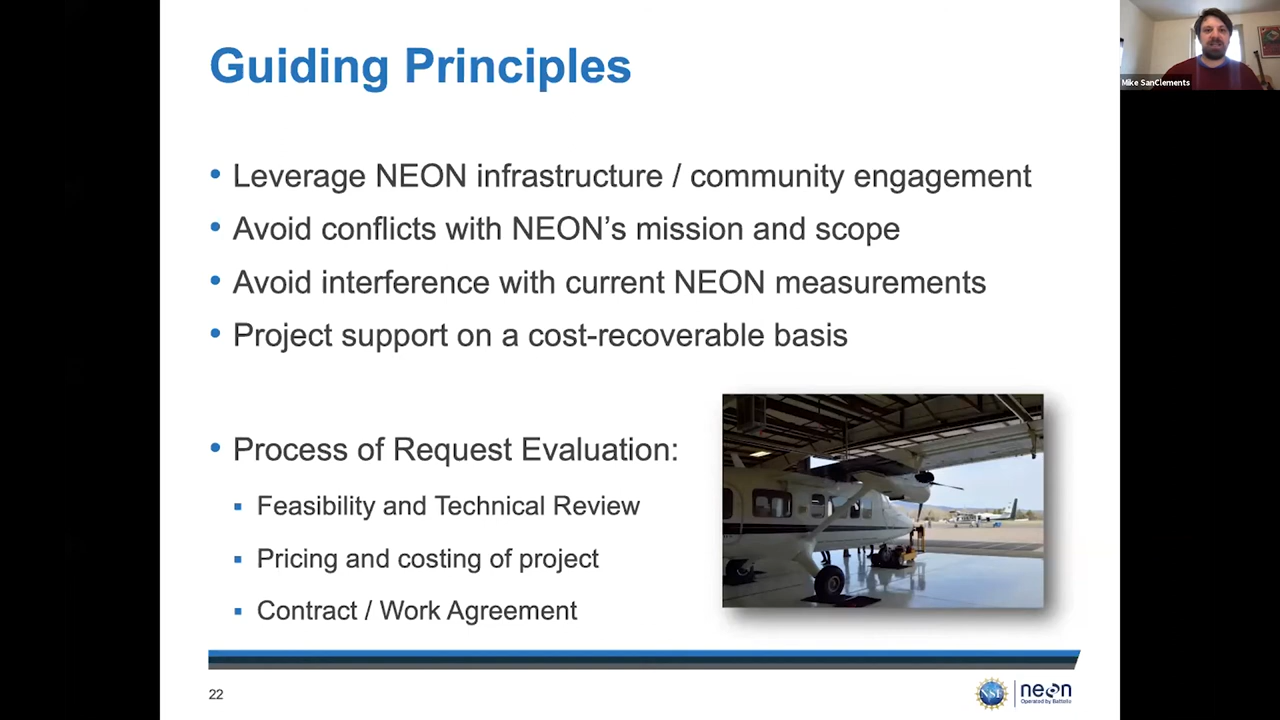 Guiding Principles
Mike SanClements
• Leverage NEON infrastructure / community engagement
• Avoid conflicts with NEON’s mission and scope
• Avoid interference with current NEON measurements
• Project support on a cost-recoverable basis
• Process of Request Evaluation:
▪ Feasibility and Technical Review
▪ Pricing and costing of project
▪ Contract / Work Agreement
22
NSF
neon
Operated by Battelle